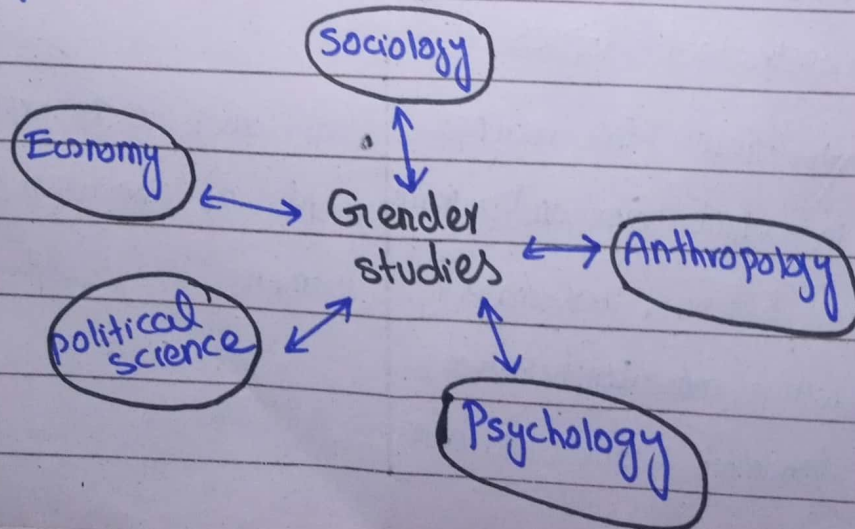 Sociology
Economy
Gender
studies
Anthropology
political
science
Psychology